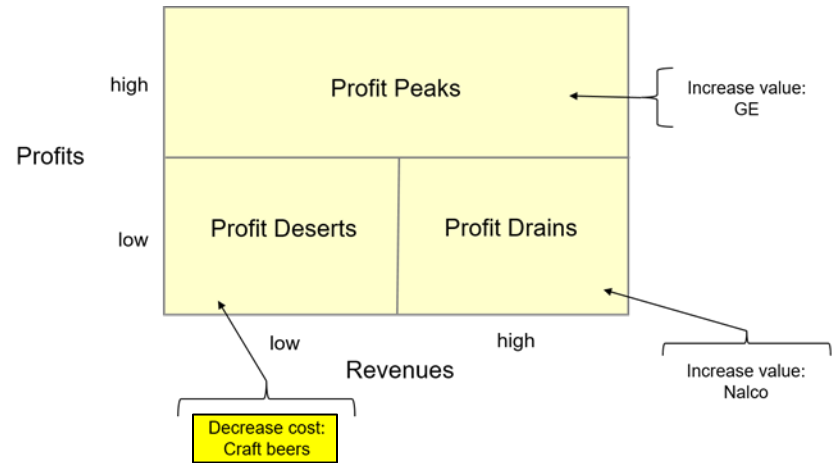 high
Profit Peaks
Increase value:
GE
Profits
low
Profit Deserts
Profit Drains
low
high
Revenues
Increase value:
Nalco
Decrease cost:
Craft beers